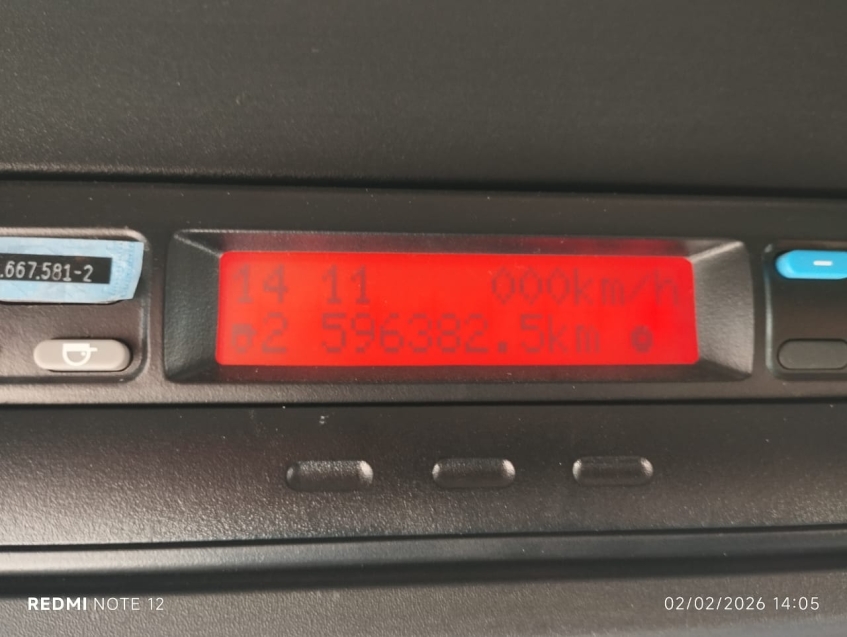 .667.581-2
14 11 000km/h
2 596382.5km
REDMI NOTE 12
02/02/2026 14:05